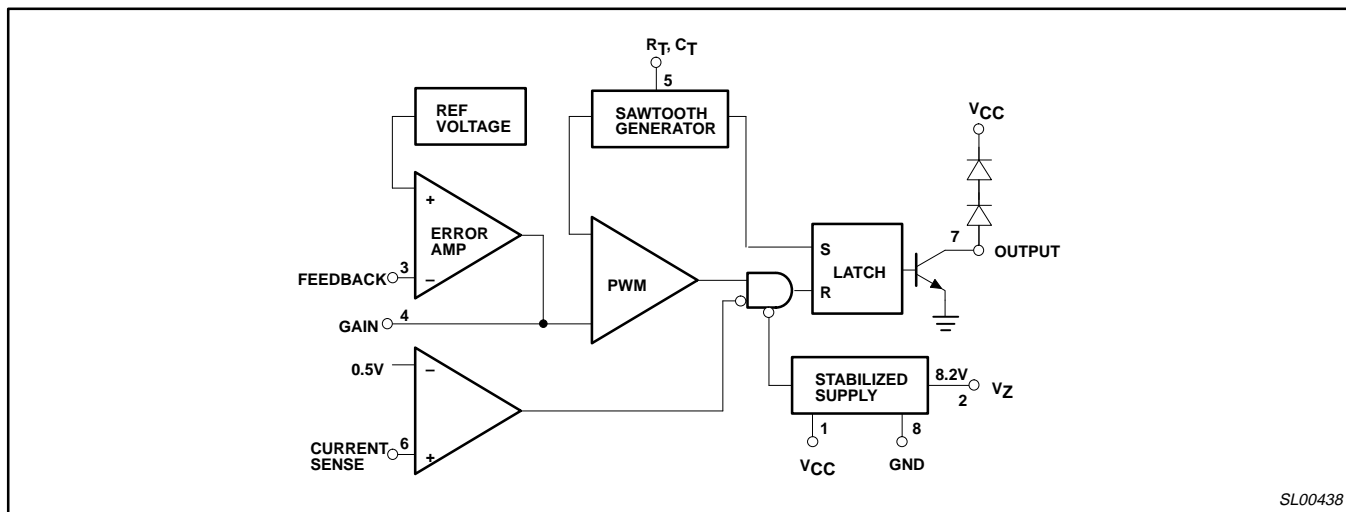 RT, CT
5
REF
VOLTAGE
SAWTOOTH
GENERATOR
VCC
+
ERROR
AMP
–
FEEDBACK
3
GAIN
4
PWM
S
R
LATCH
7
OUTPUT
0.5V
–
+
CURRENT
SENSE
6
STABILIZED
SUPPLY
8.2V
2
VZ
1
VCC
8
GND
SL00438